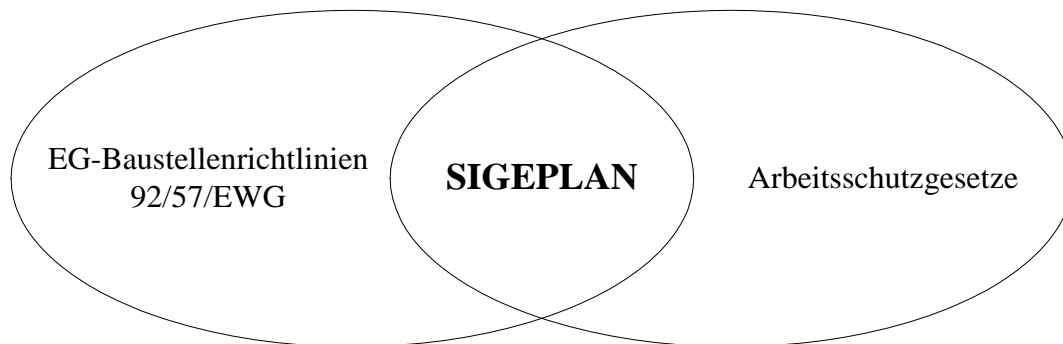 EG-Baustellenrichtlinien
92/57/EWG
SIGEPLAN
Arbeitsschutzgesetze